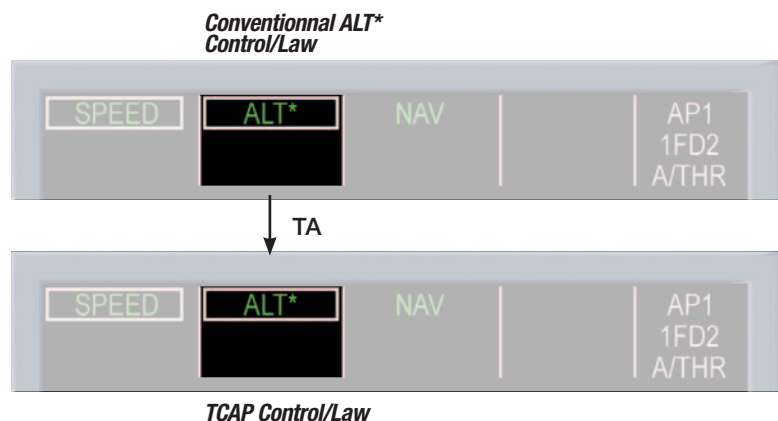 Conventionnal ALT*
Control/Law
SPEED ALT* NAV AP1
1FD2
A/THR
TA
SPEED ALT* NAV AP1
1FD2
A/THR
TCAP Control/Law